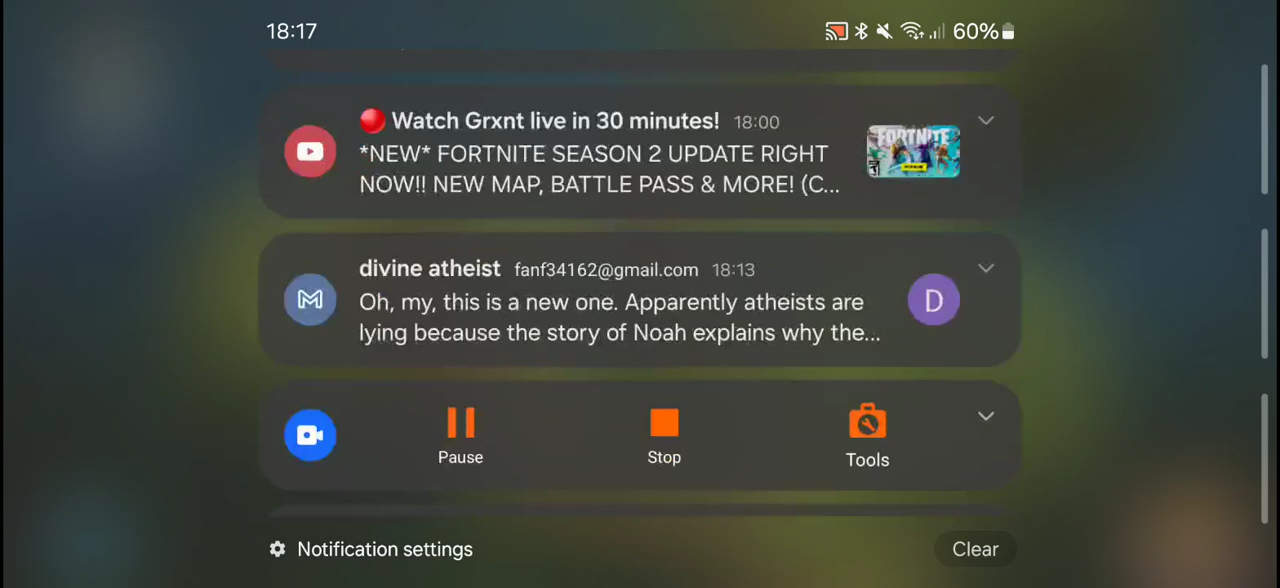 18:17
60%
🔴 Watch Grxnt live in 30 minutes! 18:00
*NEW* FORTNITE SEASON 2 UPDATE RIGHT
NOW!! NEW MAP, BATTLE PASS & MORE! (C...
FORTNITE
divine atheist fanf34162@gmail.com 18:13
Oh, my, this is a new one. Apparently atheists are
lying because the story of Noah explains why the...
D
Pause
Stop
Tools
Notification settings
Clear